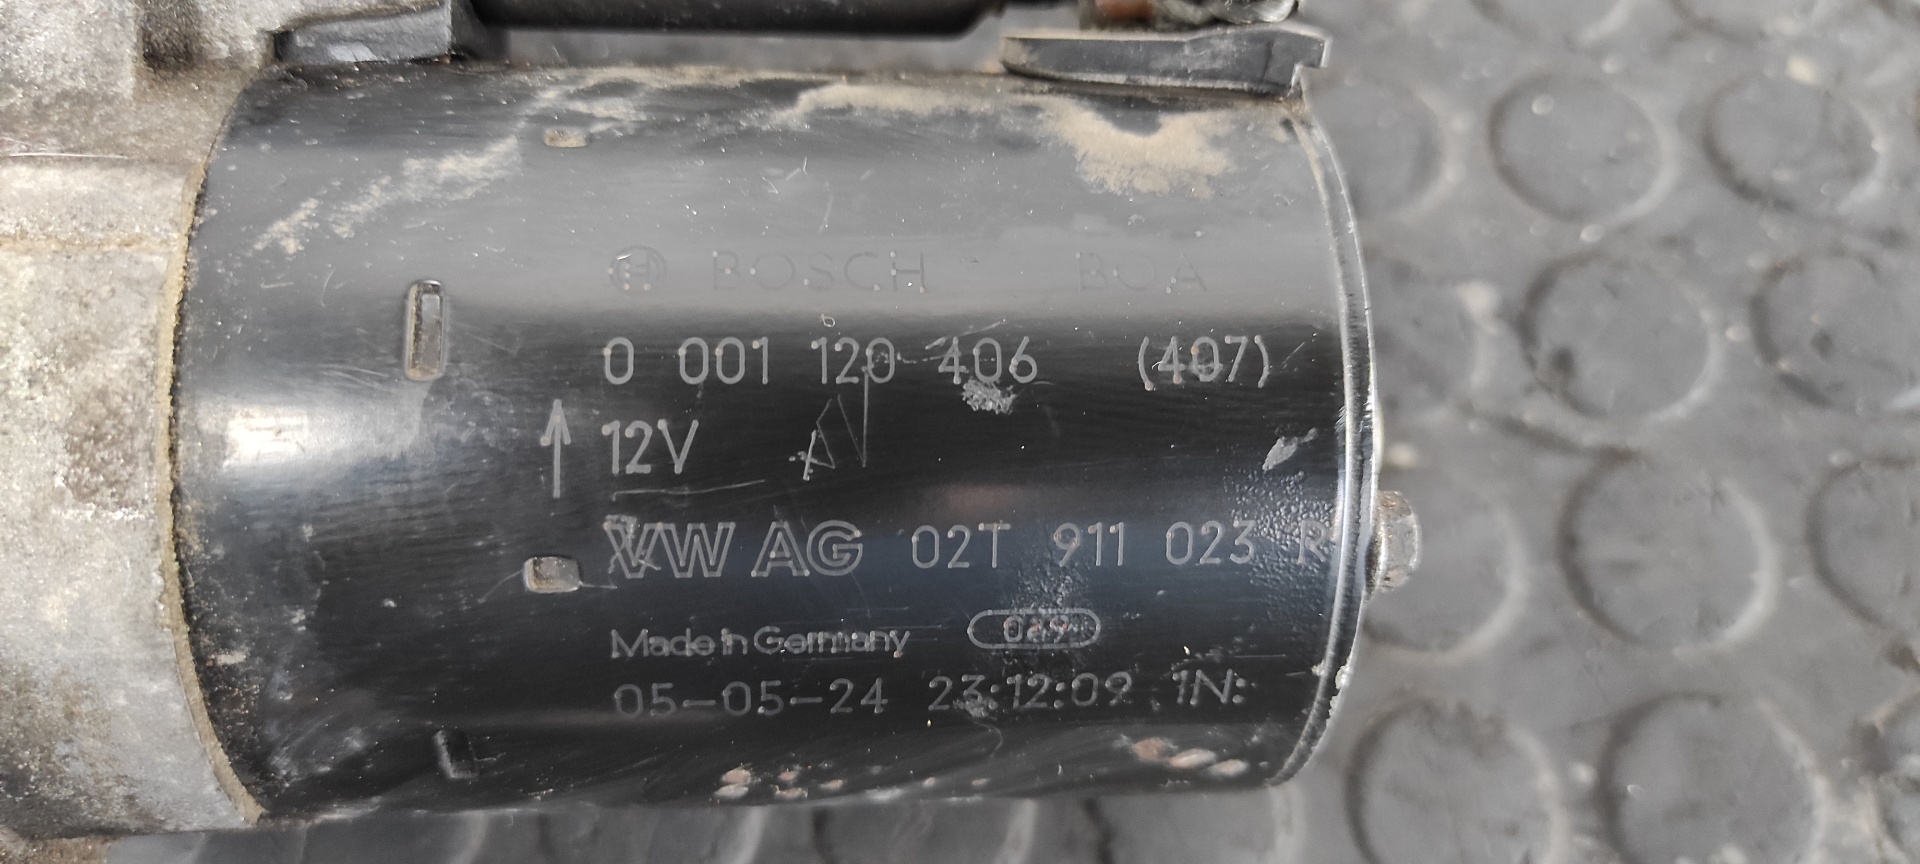 BOSCH BOA
0 001 120 406 (407)
12V
VW AG 02T 911 023 R
Made in Germany
05-05-24 23:12:09 1N: